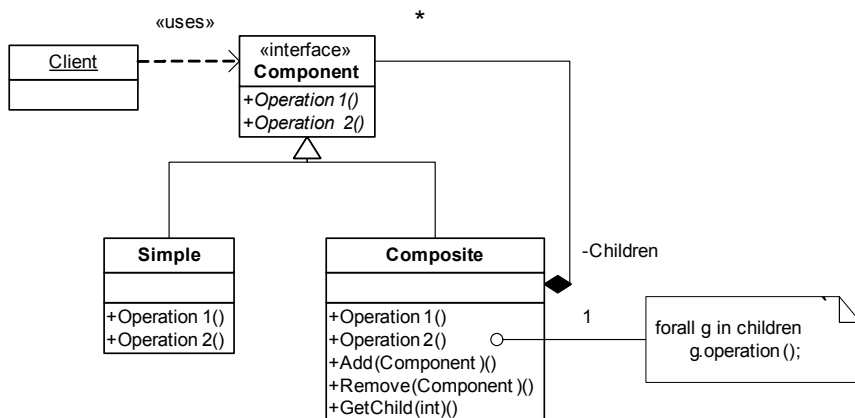 «uses»
*
Client
«interface»
Component
+Operation 1()
+Operation 2()
Simple
+Operation 1()
+Operation 2()
Composite
+Operation 1()
+Operation 2()
+Add(Component)()
+Remove(Component)()
+GetChild(int)()
-Children
1
forall g in children
g.operation();